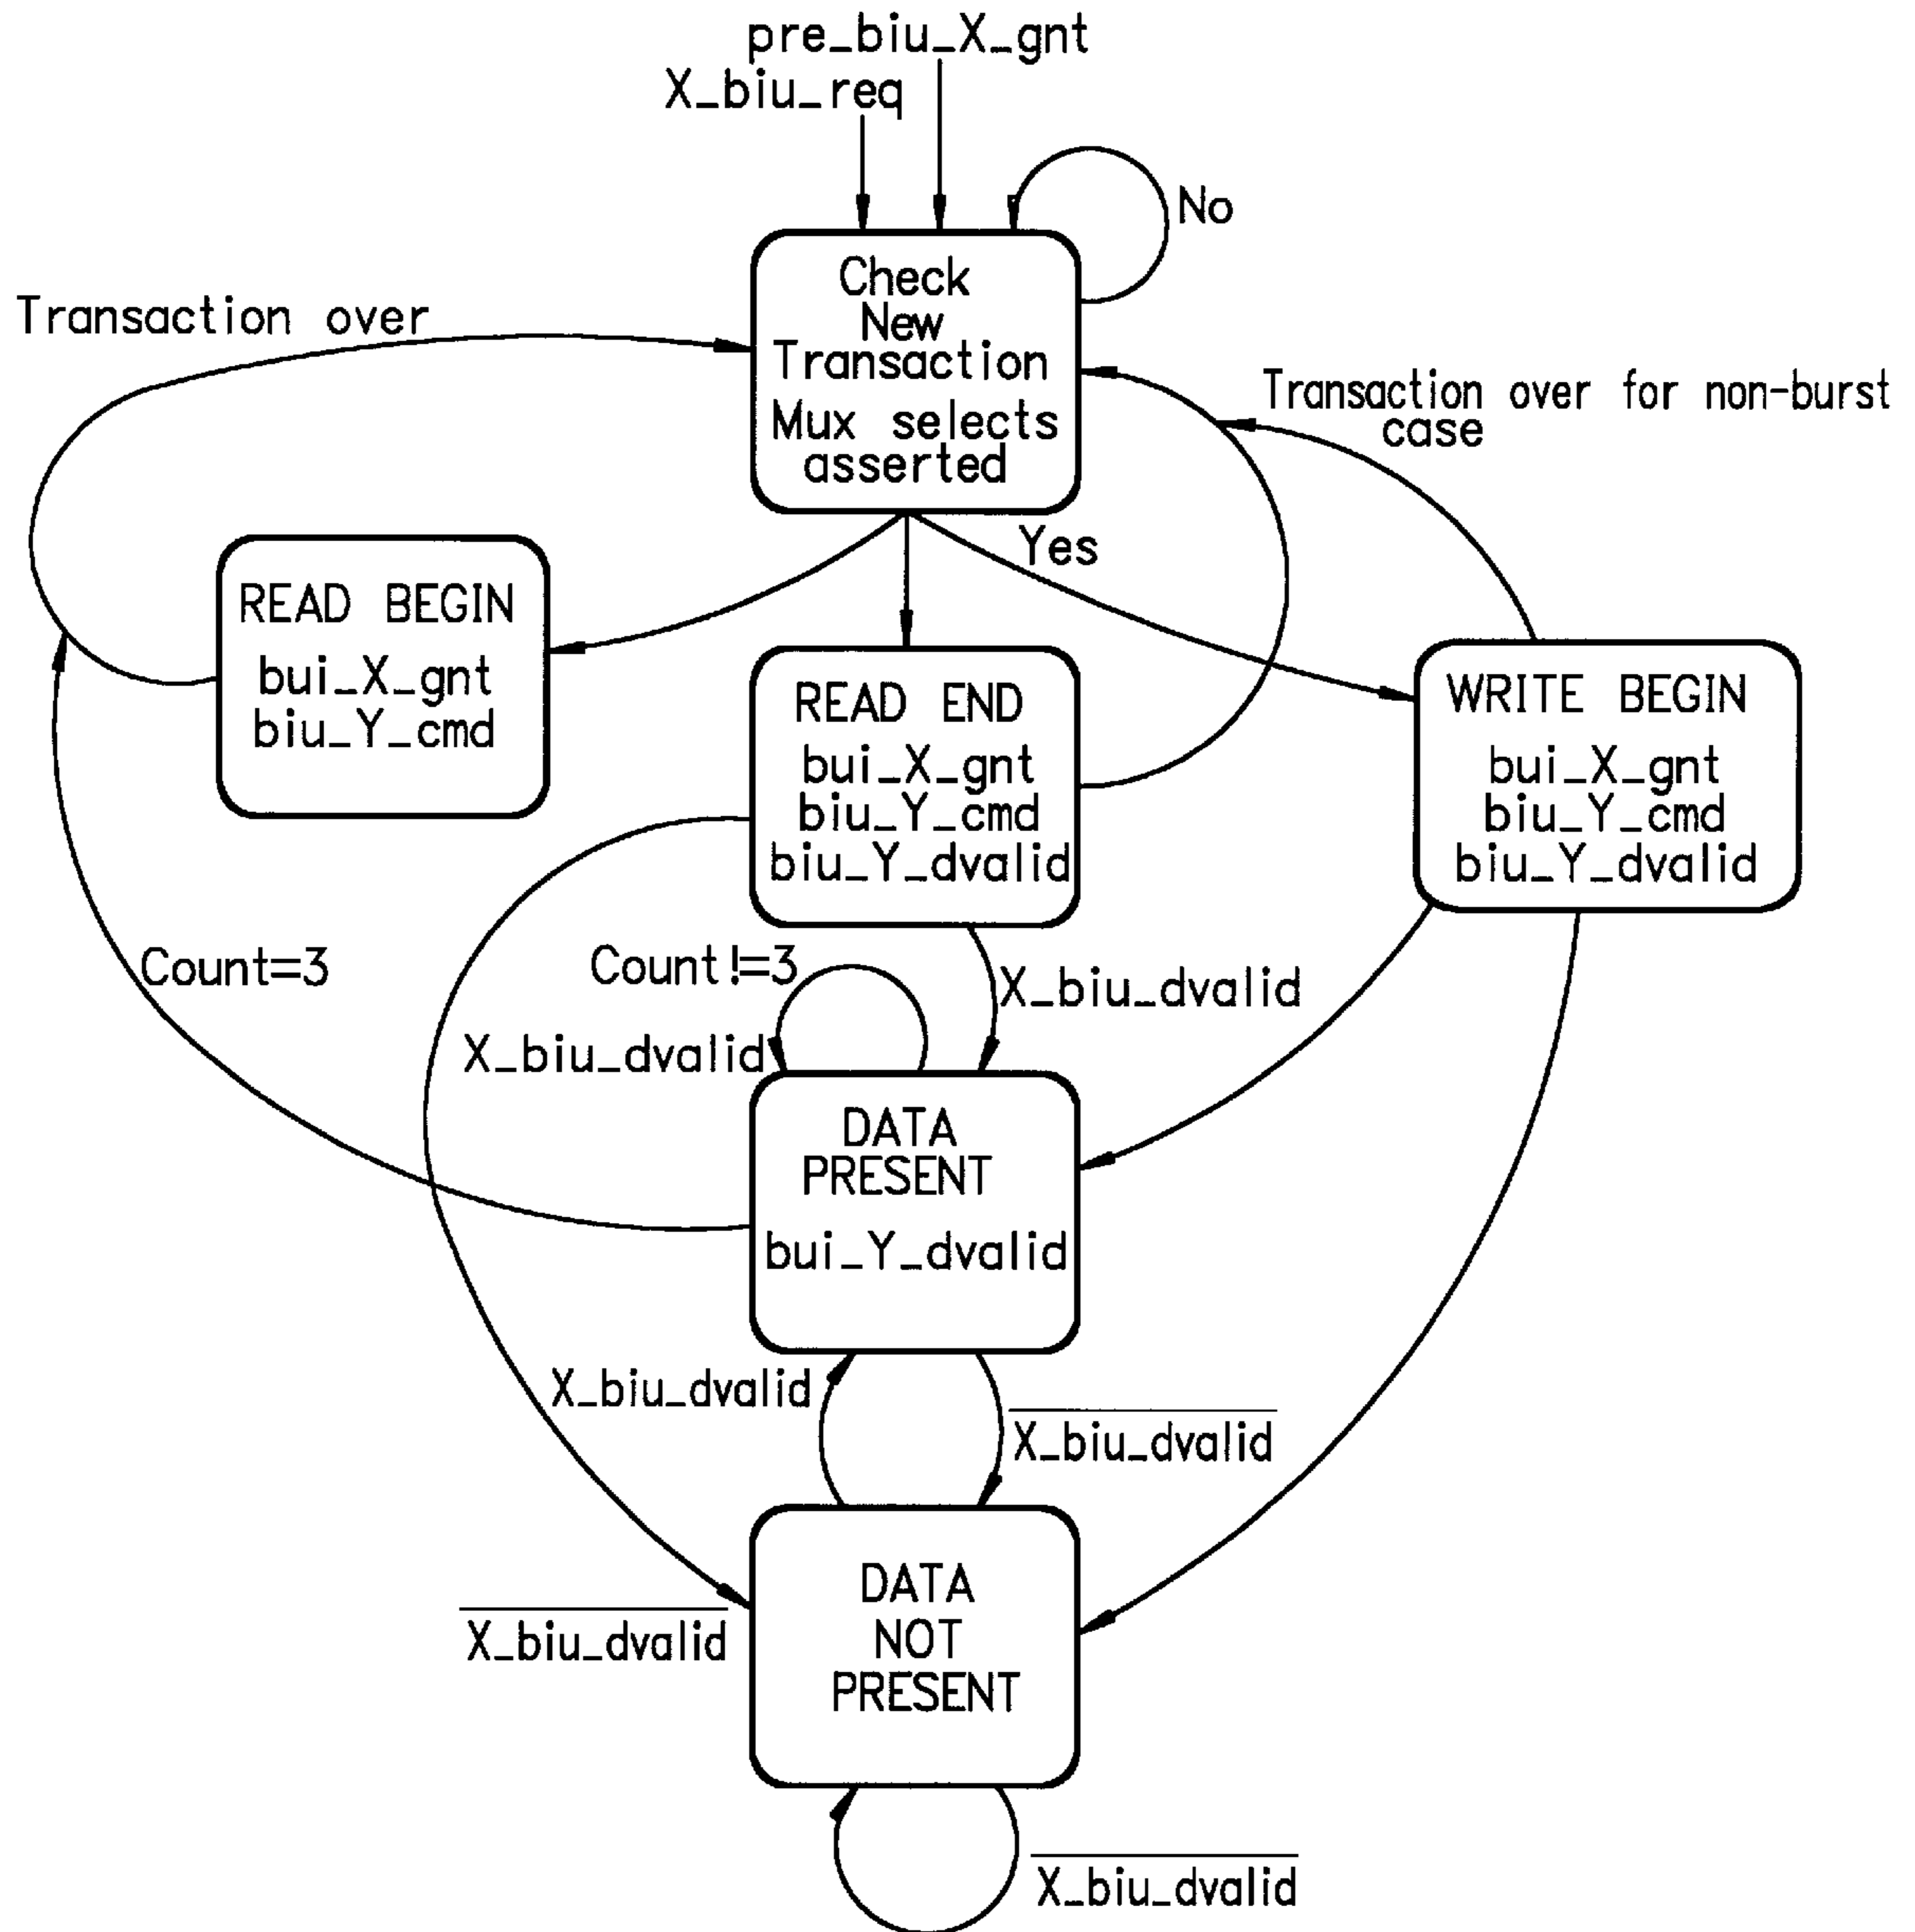 pre_biu_X_gnt
X_biu_req
No
Check
New
Transaction
Mux selects
asserted
Transaction over
Transaction over for non-burst
case
Yes
READ BEGIN
bui_X_gnt
biu_Y_cmd
READ END
bui_X_gnt
biu_Y_cmd
biu_Y_dvalid
WRITE BEGIN
bui_X_gnt
biu_Y_cmd
biu_Y_dvalid
Count=3
Count!=3
X_biu_dvalid
X_biu_dvalid
DATA
PRESENT
bui_Y_dvalid
X_biu_dvalid
X_biu_dvalid
DATA
NOT
PRESENT
X_biu_dvalid
X_biu_dvalid